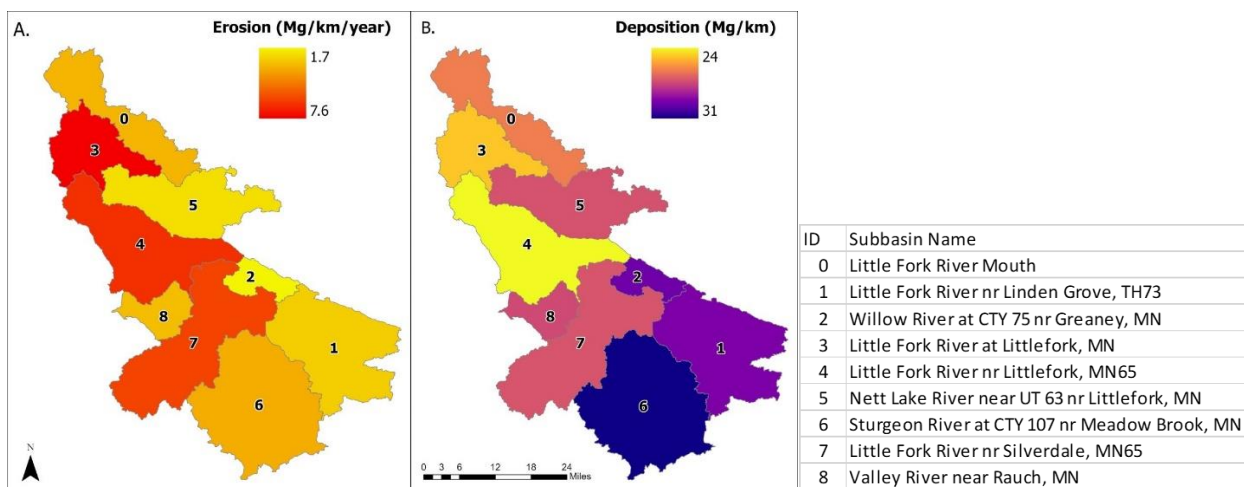 A.
Erosion (Mg/km/year)
1.7
7.6
0
3
5
4
2
8
7
1
6
N
B.
Deposition (Mg/km)
24
31
0
3
5
4
2
8
7
1
6
0 3 6 12 18 24
Miles
ID Subbasin Name
0 Little Fork River Mouth
1 Little Fork River nr Linden Grove, TH73
2 Willow River at CTY 75 nr Greaney, MN
3 Little Fork River at Littlefork, MN
4 Little Fork River nr Littlefork, MN65
5 Nett Lake River near UT 63 nr Littlefork, MN
6 Sturgeon River at CTY 107 nr Meadow Brook, MN
7 Little Fork River nr Silverdale, MN65
8 Valley River near Rauch, MN